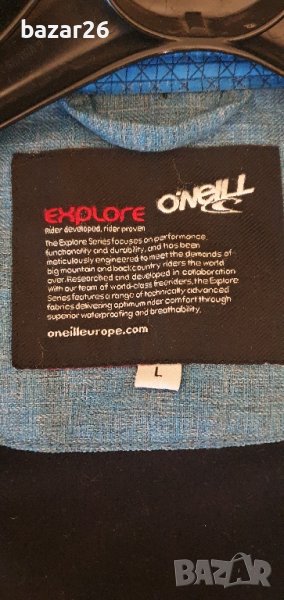 bazar26
EXPLORE
O'NEILL
Rider developed, rider proven
The Explore Series focuses on performance,
functionality and durability, and has been
meticulously engineered to meet the demands of
big mountain and backcountry riders the world
over. Researched and developed in collaboration
with our team of world-class freeriders, the Explore
Series features a range of technically advanced
fabrics delivering optimum rider comfort through
superior waterproofing and breathability.
oneilleurope.com
L
BAZAR